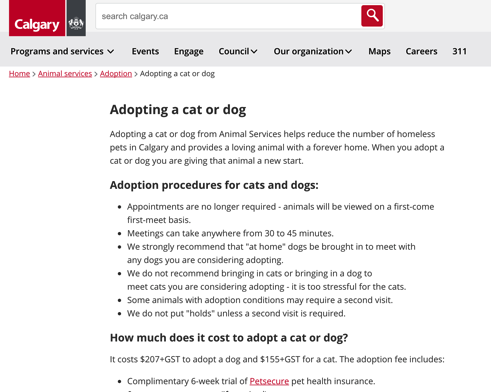 Calgary
search calgary.ca
Programs and services Events Engage Council Our organization Maps Careers 311
Home > Animal services > Adoption > Adopting a cat or dog
Adopting a cat or dog
Adopting a cat or dog from Animal Services helps reduce the number of homeless
pets in Calgary and provides a loving animal with a forever home. When you adopt a
cat or dog you are giving that animal a new start.
Adoption procedures for cats and dogs:
• Appointments are no longer required - animals will be viewed on a first-come
first-meet basis.
• Meetings can take anywhere from 30 to 45 minutes.
• We strongly recommend that "at home" dogs be brought in to meet with
any dogs you are considering adopting.
• We do not recommend bringing in cats or bringing in a dog to
meet cats you are considering adopting - it is too stressful for the cats.
• Some animals with adoption conditions may require a second visit.
• We do not put "holds" unless a second visit is required.
How much does it cost to adopt a cat or dog?
It costs $207+GST to adopt a dog and $155+GST for a cat. The adoption fee includes:
• Complimentary 6-week trial of Petsecure pet health insurance.